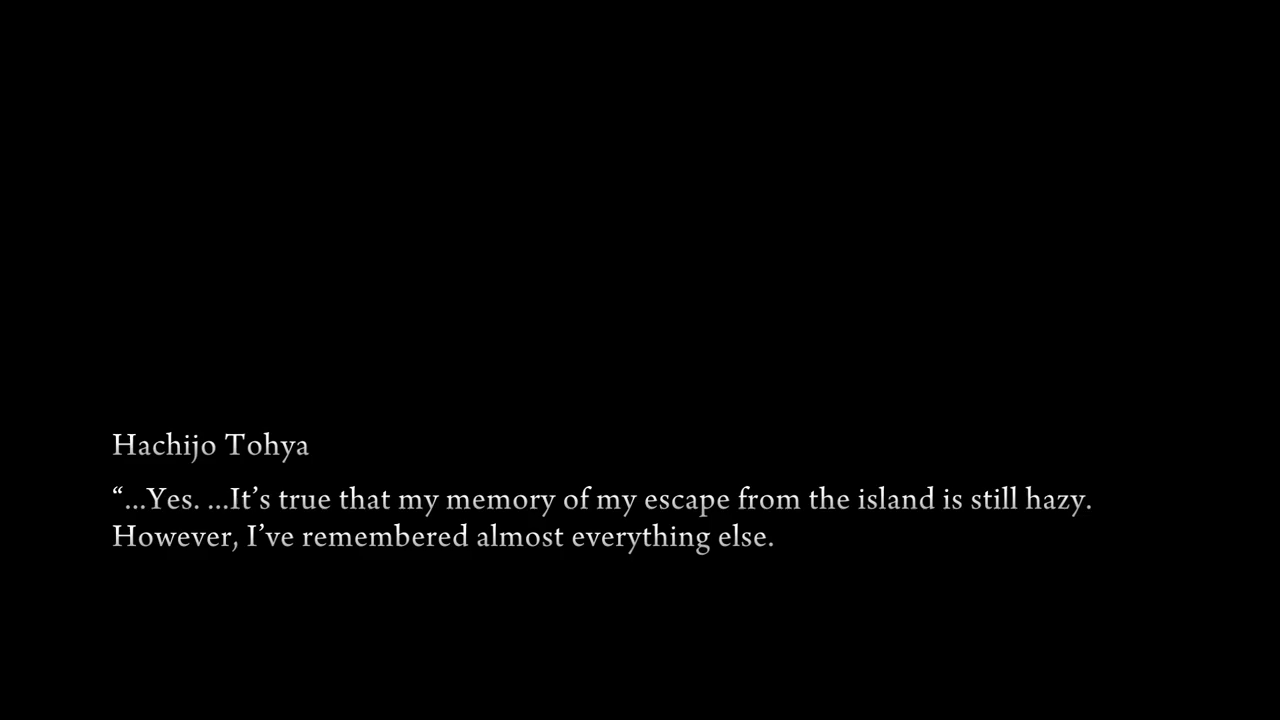 Hachijo Tohya
“...Yes. ...It’s true that my memory of my escape from the island is still hazy.
However, I’ve remembered almost everything else.